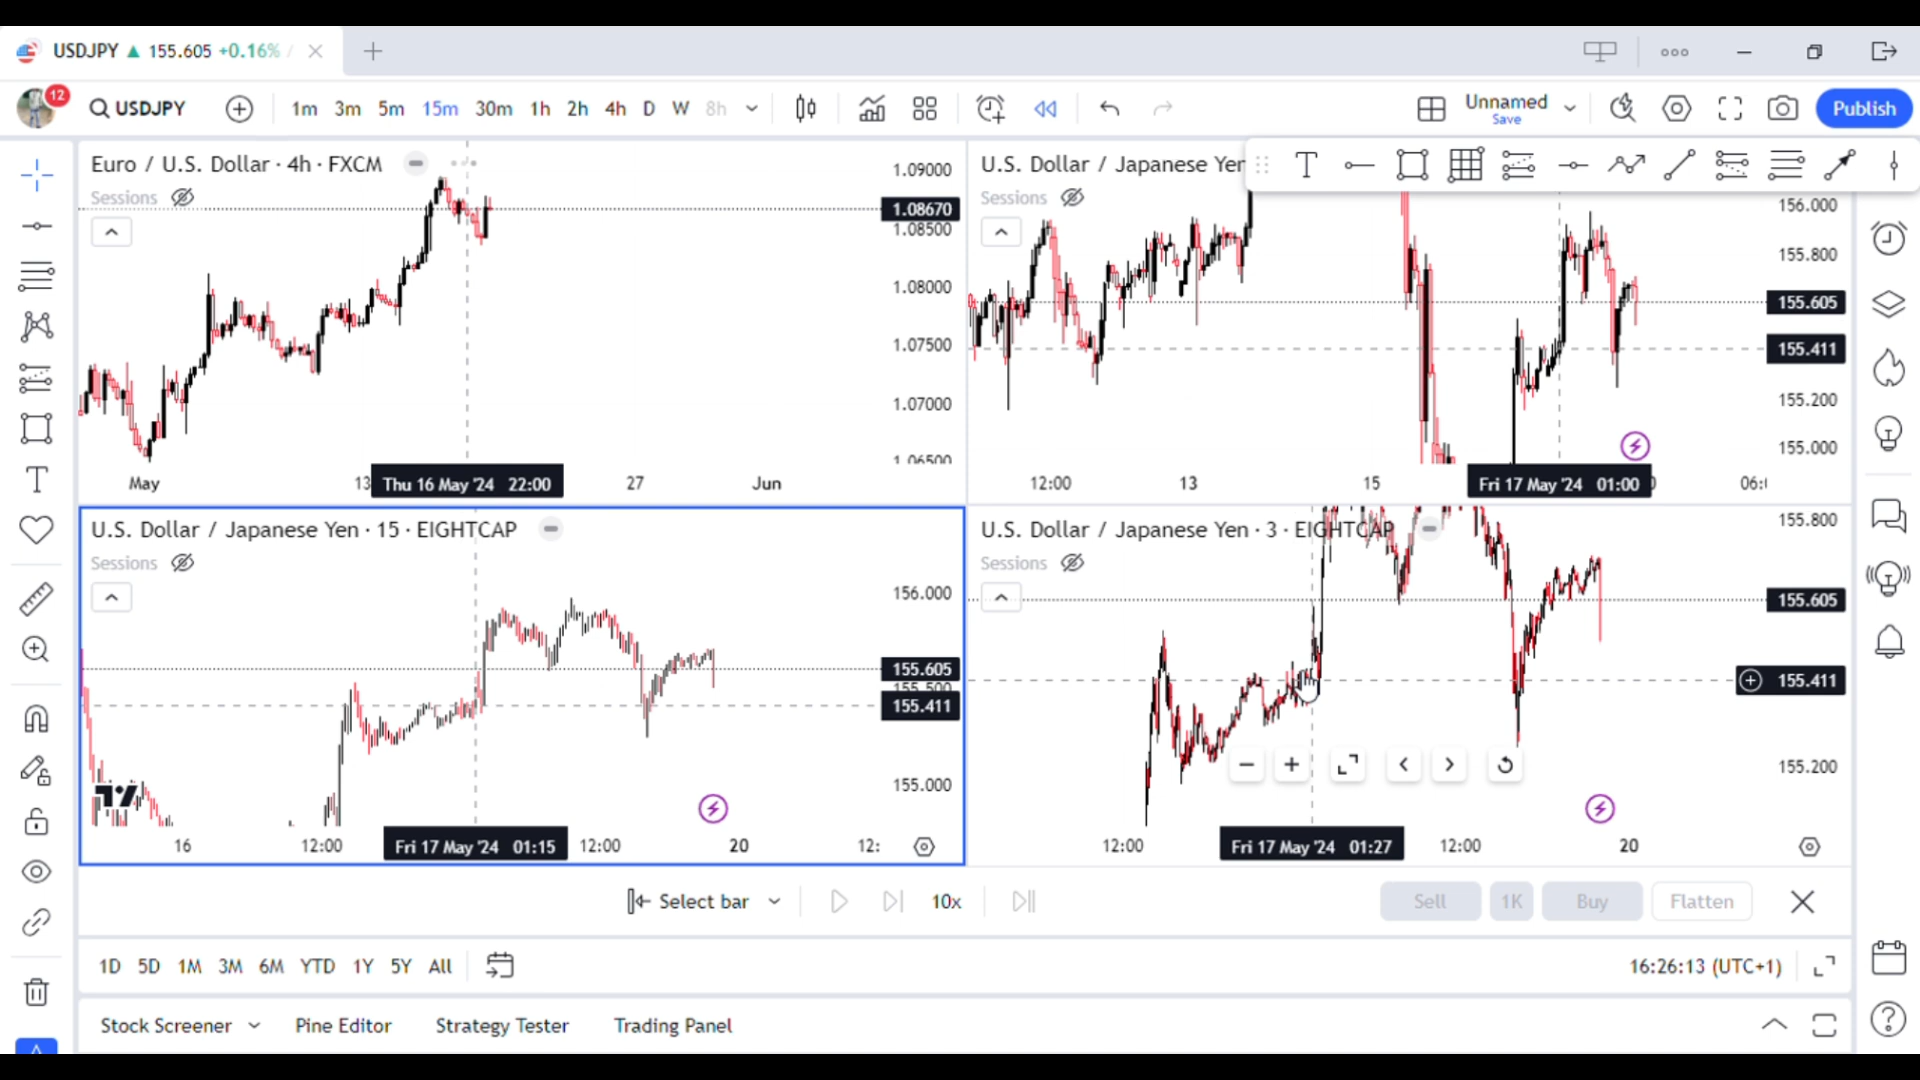 USDJPY ▲ 155.605 +0.16% /
12
USDJPY
1m 3m 5m 15m 30m 1h 2h 4h D W 8h
Unnamed
Save
Publish
Euro / U.S. Dollar · 4h · FXCM
Sessions
1.09000
1.08670
1.08500
1.08000
1.07500
1.07000
1.06500
May 13 Thu 16 May '24 22:00 27 Jun
U.S. Dollar / Japanese Yen
Sessions
156.000
155.800
155.605
155.411
155.200
155.000
12:00 13 15 Fri 17 May '24 01:00 06:
U.S. Dollar / Japanese Yen · 15 · EIGHTCAP
Sessions
156.000
155.605
155.500
155.411
155.000
16 12:00 Fri 17 May '24 01:15 12:00 20 12:
U.S. Dollar / Japanese Yen · 3 · EIGHTCAP
Sessions
155.800
155.605
155.411
155.200
12:00 Fri 17 May '24 01:27 12:00 20
Select bar 10x Sell 1K Buy Flatten
1D 5D 1M 3M 6M YTD 1Y 5Y All 16:26:13 (UTC+1)
Stock Screener Pine Editor Strategy Tester Trading Panel